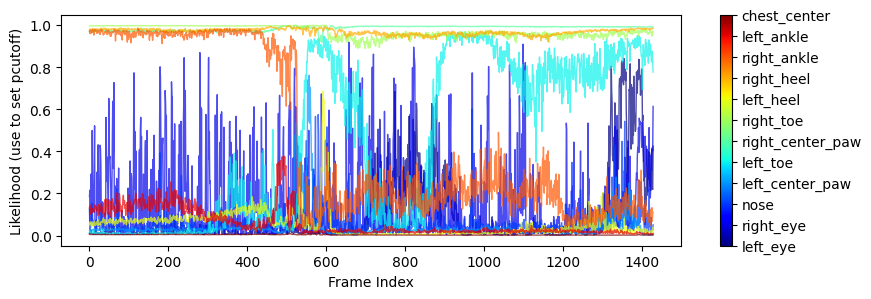 Likelihood (use to set pcutoff)
1.0
0.8
0.6
0.4
0.2
0.0
0
200
400
600
800
1000
1200
1400
Frame Index
chest_center
left_ankle
right_ankle
right_heel
left_heel
right_toe
right_center_paw
left_toe
left_center_paw
nose
right_eye
left_eye